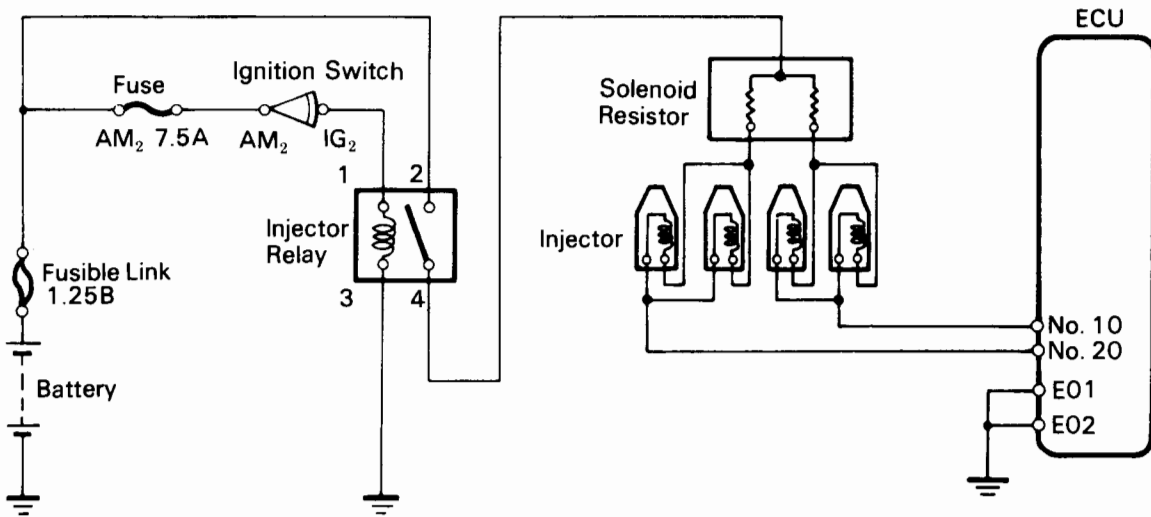 ECU
Ignition Switch
Fuse
AM₂ 7.5A
AM₂
IG₂
Solenoid
Resistor
1
2
Injector
Relay
Injector
Fusible Link
1.25B
3
4
No. 10
No. 20
Battery
E01
E02